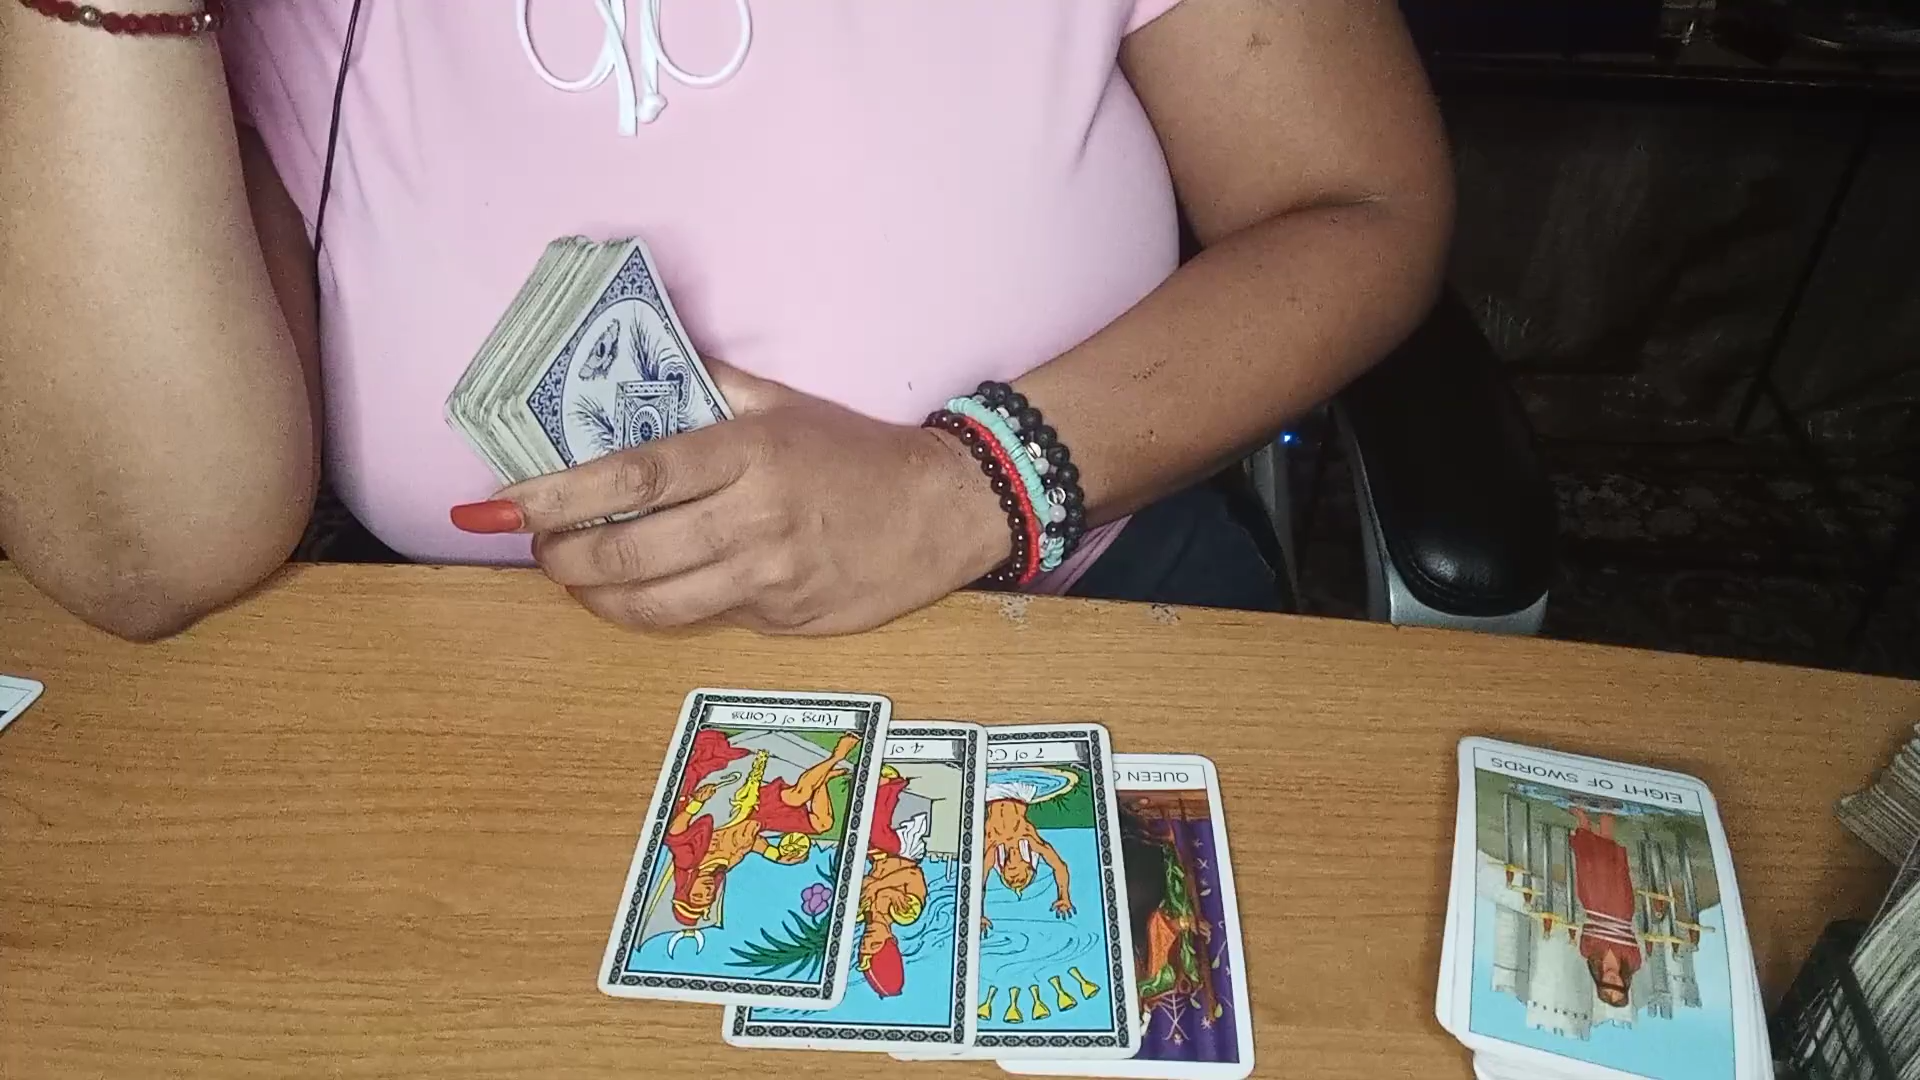 King of Coins
4 of
7 of C
QUEEN
EIGHT OF SWORDS